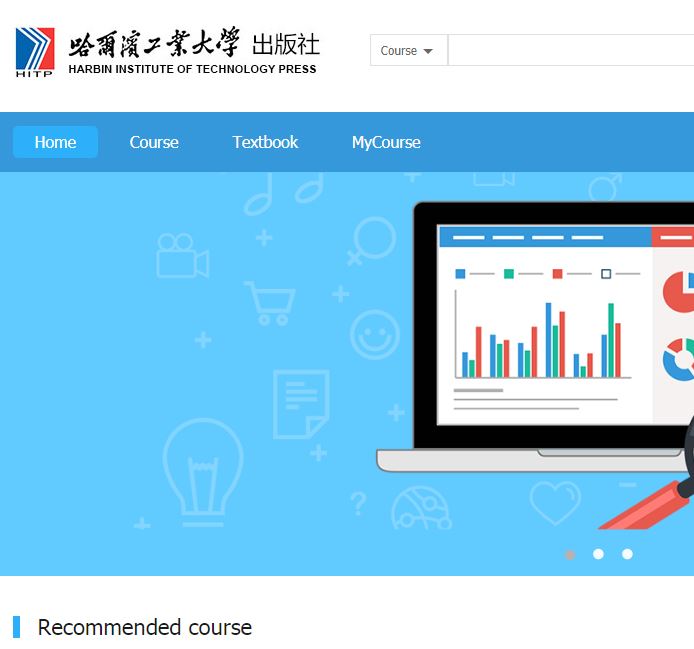 哈爾濱工業大學 出版社
HARBIN INSTITUTE OF TECHNOLOGY PRESS
HITP
Course
Home Course Textbook MyCourse
?
Recommended course